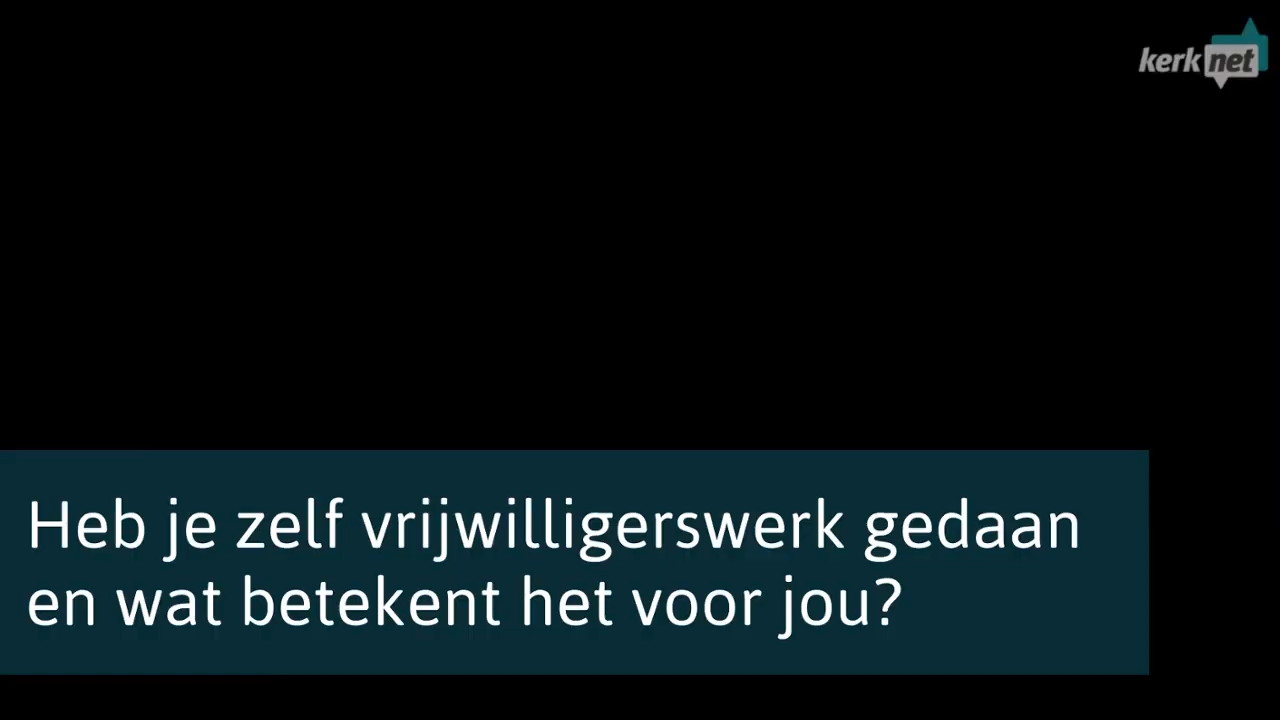 kerknet
Heb je zelf vrijwilligerswerk gedaan
en wat betekent het voor jou?